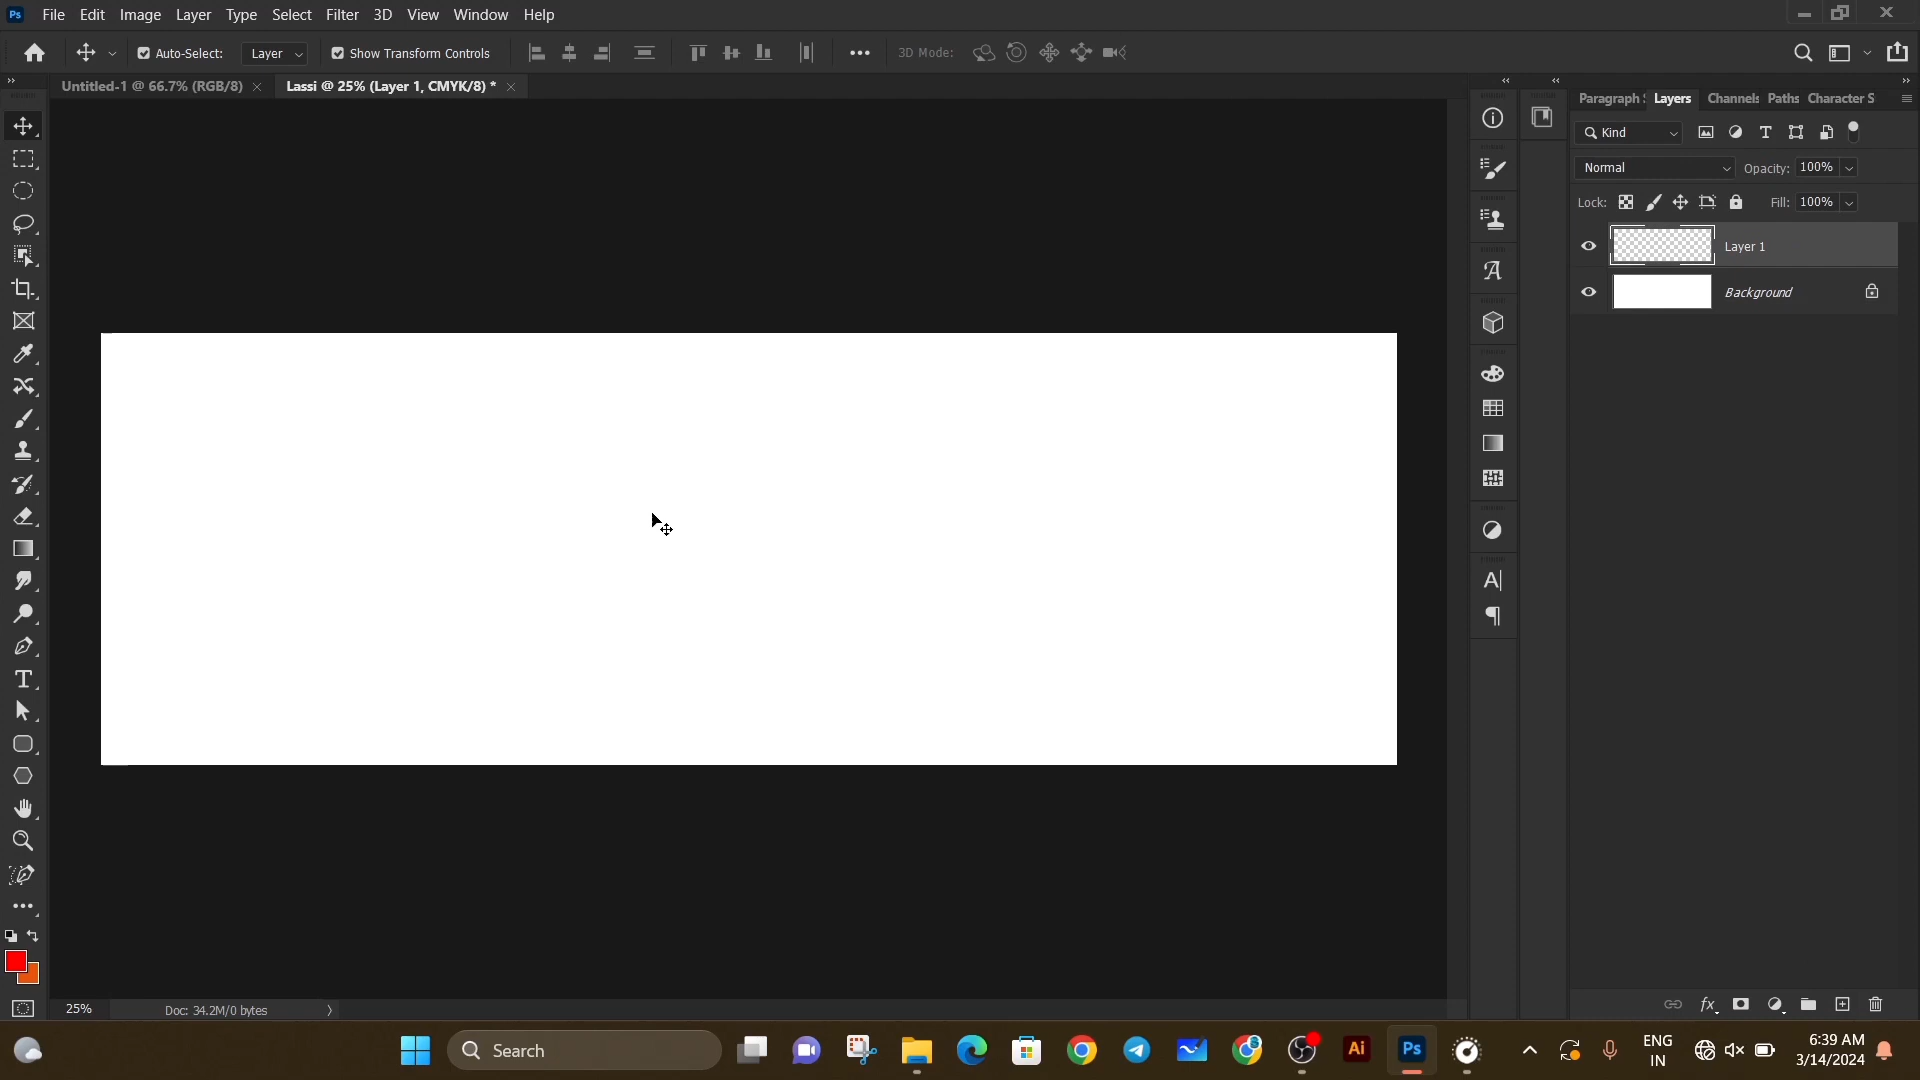 File Edit Image Layer Type Select Filter 3D View Window Help
Auto-Select: Layer Show Transform Controls 3D Mode:
Untitled-1 @ 66.7% (RGB/8) Lassi @ 25% (Layer 1, CMYK/8) *
Paragraph S Layers Channels Paths Character S
Kind
Normal Opacity: 100%
Lock: Fill: 100%
Layer 1
Background
25% Doc: 34.2M/0 bytes
Search
ENG
IN
6:39 AM
3/14/2024